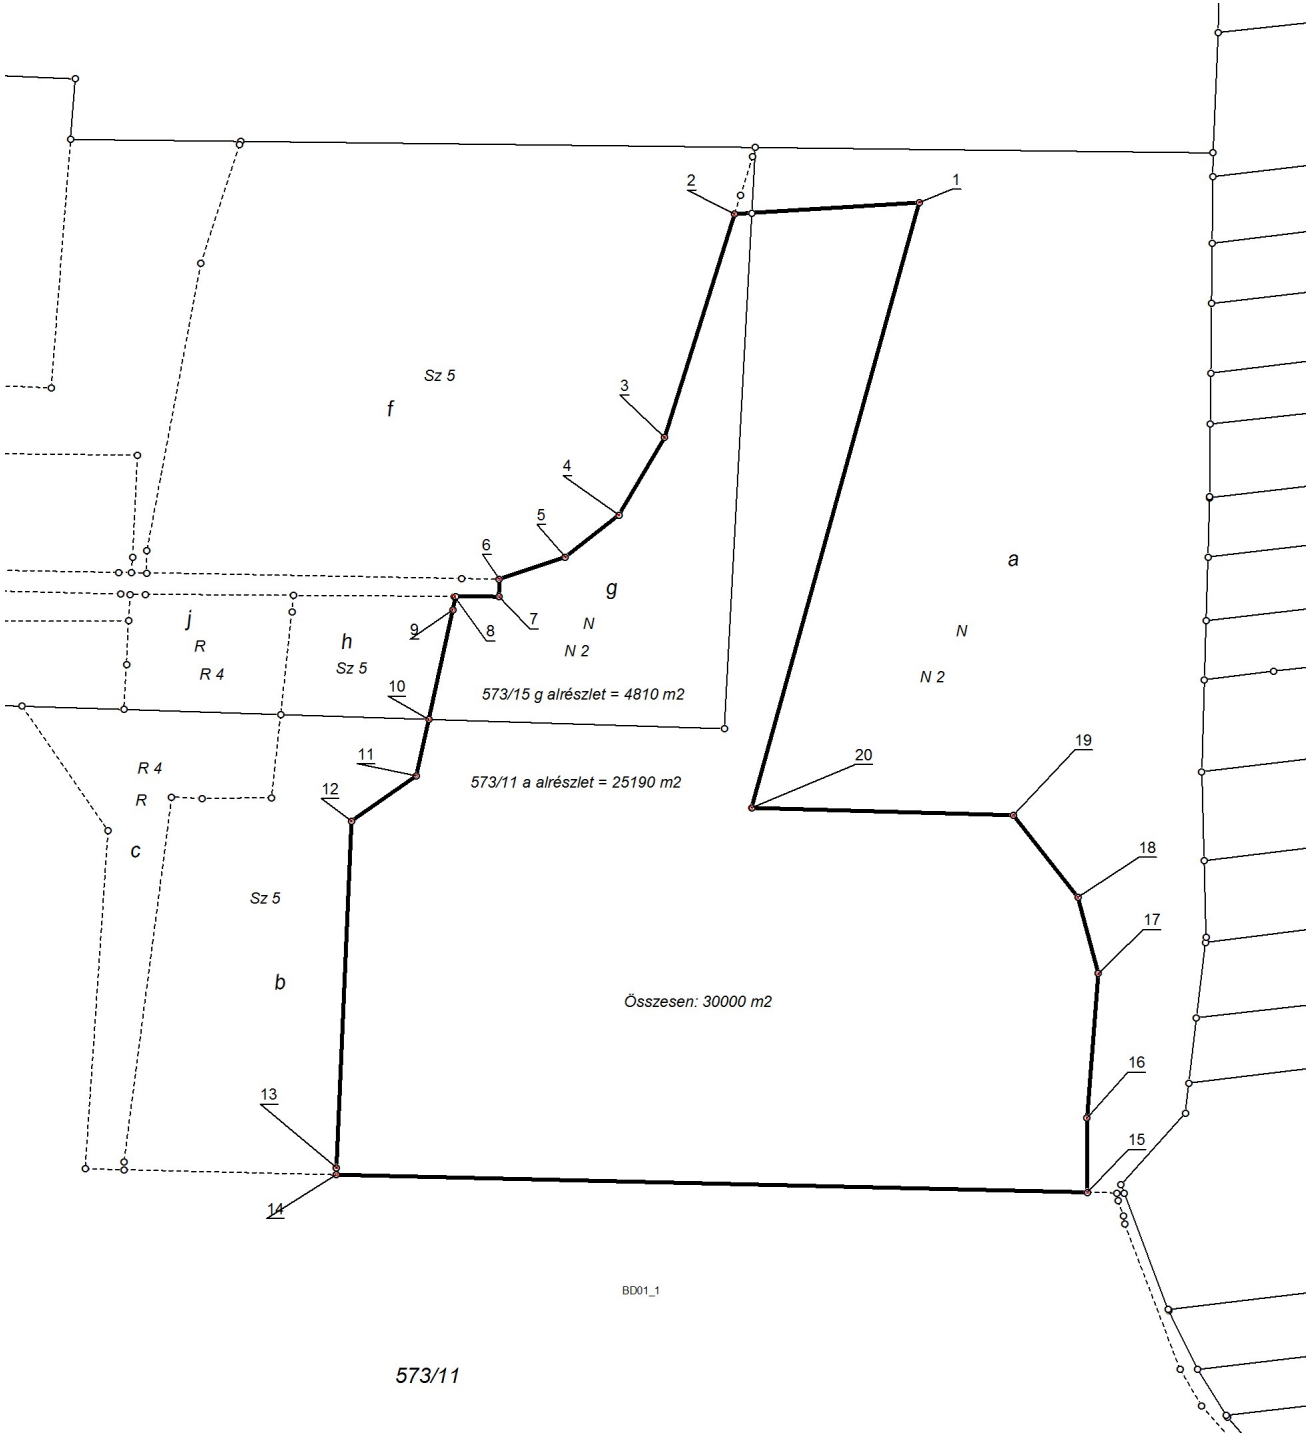 1
2
Sz 5
3
f
4
5
6
a
g
j
9
8
7
N
N
h
R
N 2
Sz 5
R 4
N 2
10
573/15 g alrészlet = 4810 m2
19
11
20
R 4
573/11 a alrészlet = 25190 m2
12
R
c
18
Sz 5
17
b
Összesen: 30000 m2
16
13
15
14
BD01_1
573/11